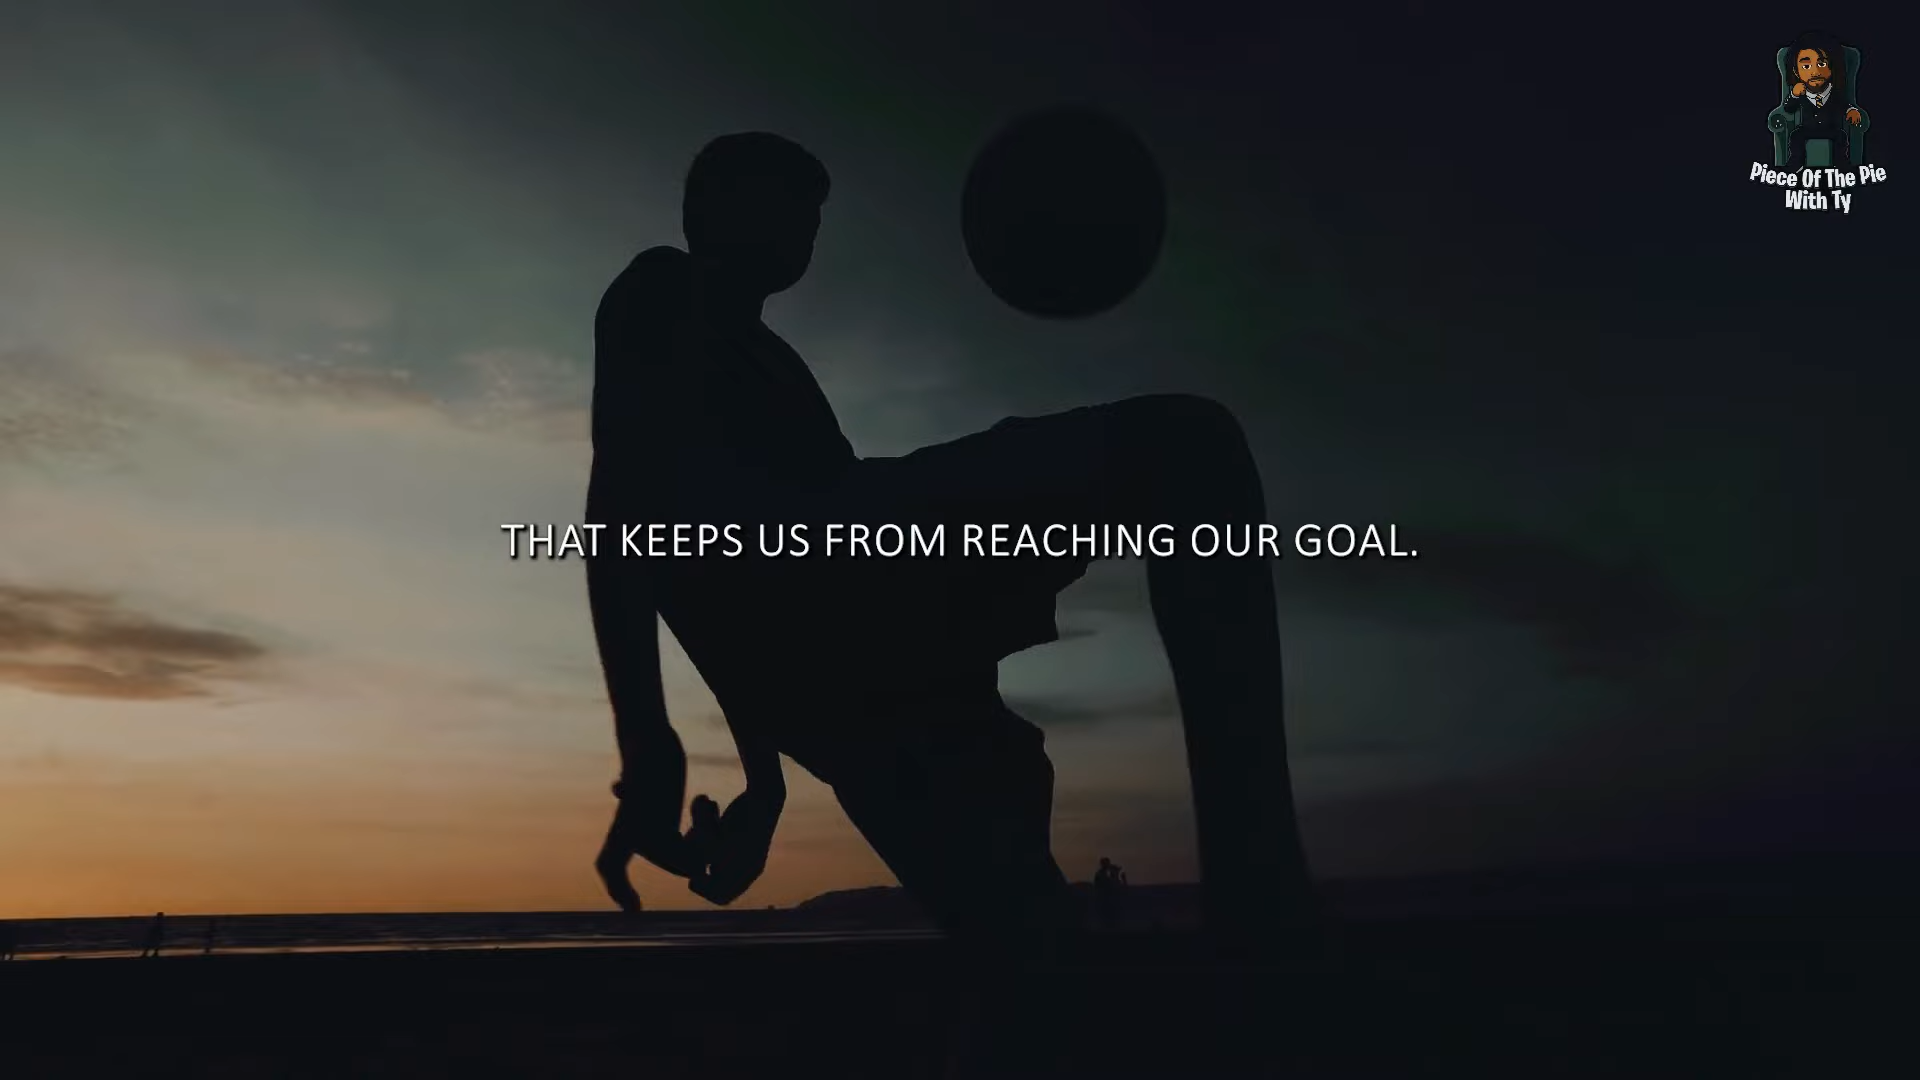 Piece Of The Pie
With Ty
THAT KEEPS US FROM REACHING OUR GOAL.